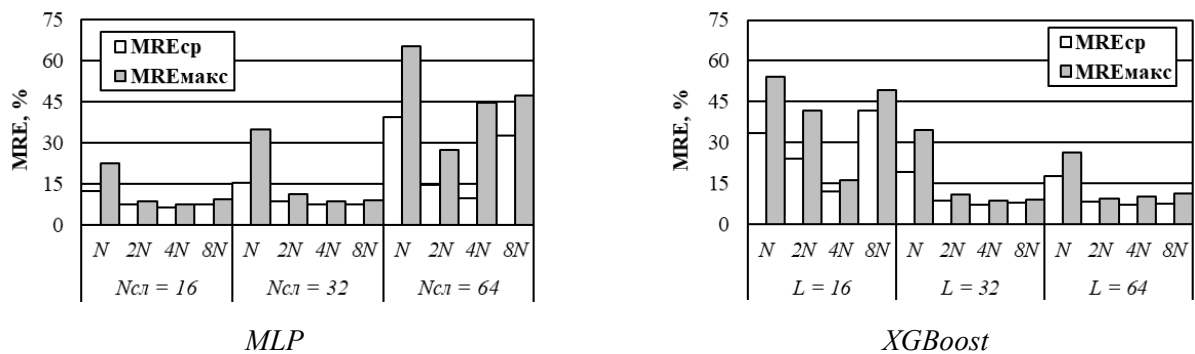 75
60
45
30
15
0
MRE, %
MREср
MREмакс
N 2N 4N 8N N 2N 4N 8N N 2N 4N 8N
Nсл = 16 Nсл = 32 Nсл = 64
MLP
75
60
45
30
15
0
MRE, %
MREср
MREмакс
N 2N 4N 8N N 2N 4N 8N N 2N 4N 8N
L = 16 L = 32 L = 64
XGBoost